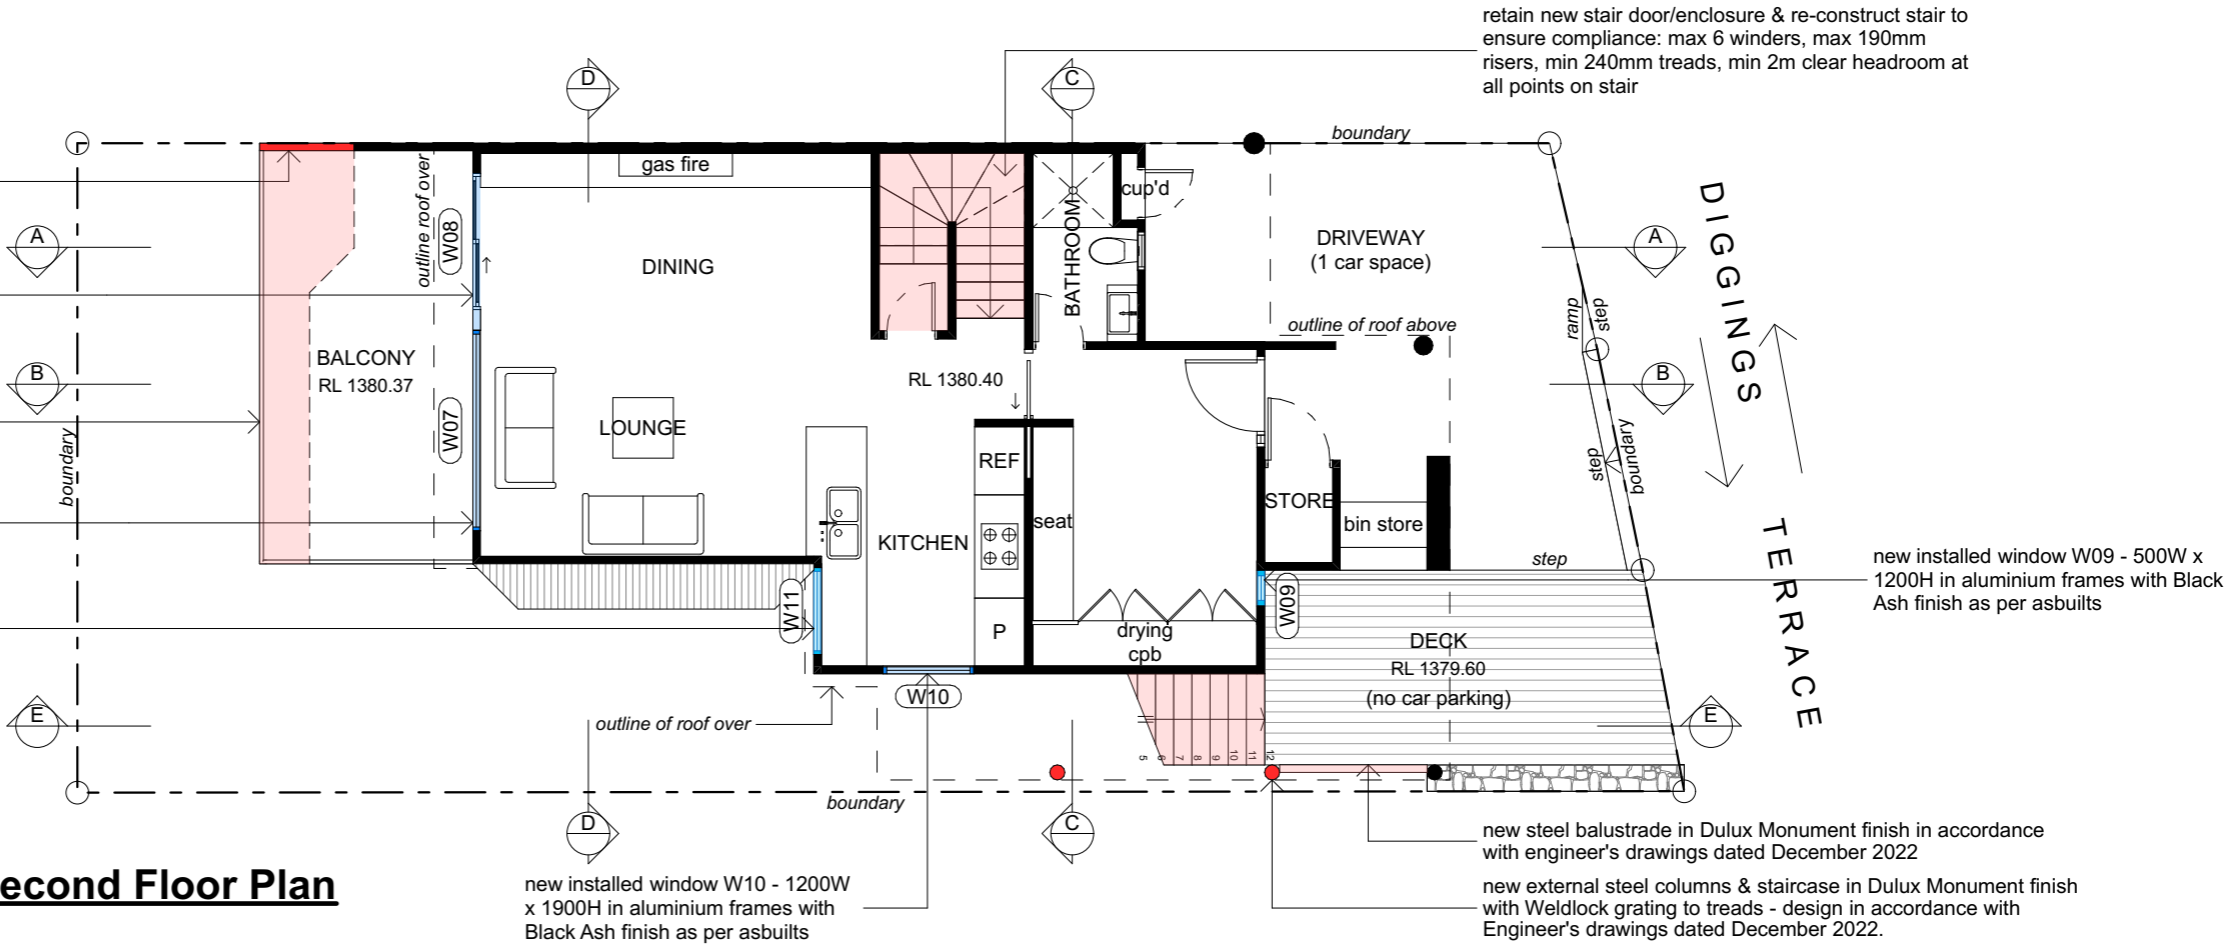 retain new stair door/enclosure & re-construct stair to
ensure compliance: max 6 winders, max 190mm
risers, min 240mm treads, min 2m clear headroom at
all points on stair
D
C
boundary
gas fire
outline roof over
cup'd
A
W08
DINING
BATHROOM
DRIVEWAY
(1 car space)
A
DIGGINGS TERRACE
ramp
step
outline of roof above
B
BALCONY
RL 1380.37
RL 1380.40
B
boundary
W07
LOUNGE
REF
step
boundary
seat
STORE
bin store
KITCHEN
step
new installed window W09 - 500W x
1200H in aluminium frames with Black
Ash finish as per asbuilts
W11
W09
P
drying
cpb
DECK
RL 1379.60
(no car parking)
W10
E
outline of roof over
E
5 6 7 8 9 10 11 12
boundary
D
C
new steel balustrade in Dulux Monument finish in accordance
with engineer's drawings dated December 2022
econd Floor Plan
new installed window W10 - 1200W
x 1900H in aluminium frames with
Black Ash finish as per asbuilts
new external steel columns & staircase in Dulux Monument finish
with Weldlock grating to treads - design in accordance with
Engineer's drawings dated December 2022.